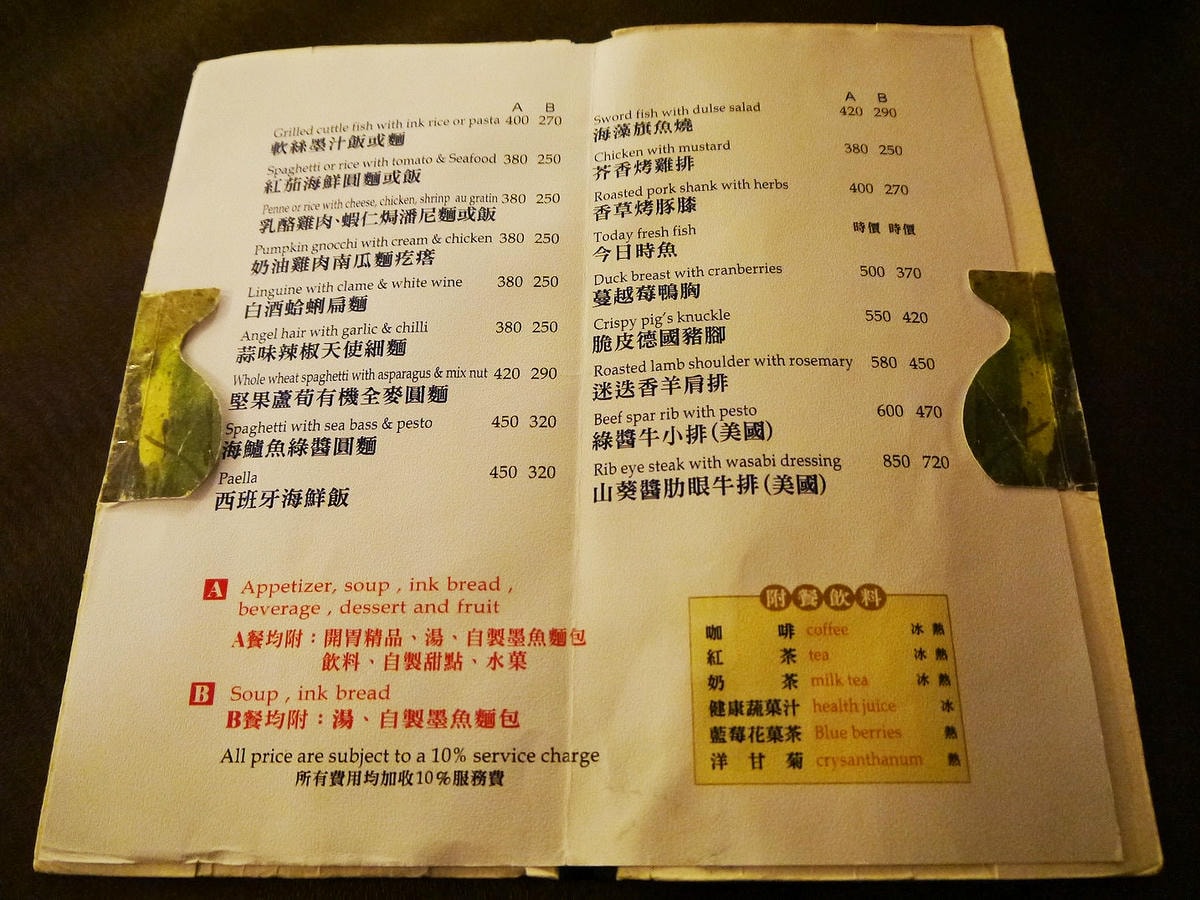 A B
Grilled cuttle fish with ink rice or pasta 400 270
軟絲墨汁飯或麵
Spaghetti or rice with tomato & Seafood 380 250
紅茄海鮮圓麵或飯
Penne or rice with cheese, chicken, shrinp au gratin 380 250
乳酪雞肉、蝦仁焗潘尼麵或飯
Pumpkin gnocchi with cream & chicken 380 250
奶油雞肉南瓜麵疙瘩
Linguine with clame & white wine 380 250
白酒蛤蜊扁麵
Angel hair with garlic & chilli 380 250
蒜味辣椒天使細麵
Whole wheat spaghetti with asparagus & mix nut 420 290
堅果蘆荀有機全麥圓麵
Spaghetti with sea bass & pesto 450 320
海鱸魚綠醬圓麵
Paella 450 320
西班牙海鮮飯
A Appetizer, soup , ink bread ,
beverage , dessert and fruit
A餐均附：開胃精品、湯、自製墨魚麵包
飲料、自製甜點、水菓
B Soup , ink bread
B餐均附：湯、自製墨魚麵包
All price are subject to a 10% service charge
所有費用均加收10%服務費
A B
Sword fish with dulse salad 420 290
海藻旗魚燒
Chicken with mustard 380 250
芥香烤雞排
Roasted pork shank with herbs 400 270
香草烤豚膝
Today fresh fish 時價 時價
今日時魚
Duck breast with cranberries 500 370
蔓越莓鴨胸
Crispy pig's knuckle 550 420
脆皮德國豬腳
Roasted lamb shoulder with rosemary 580 450
迷迭香羊肩排
Beef spar rib with pesto 600 470
綠醬牛小排(美國)
Rib eye steak with wasabi dressing 850 720
山葵醬肋眼牛排(美國)
附餐飲料
咖啡 coffee 冰 熱
紅茶 tea 冰 熱
奶茶 milk tea 冰 熱
健康蔬菓汁 health juice 冰
藍莓花菓茶 Blue berries 熱
洋甘菊 crysanthanum 熱